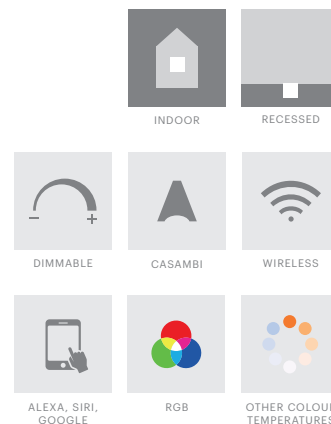 INDOOR
RECESSED
DIMMABLE
CASAMBI
WIRELESS
ALEXA, SIRI,
GOOGLE
RGB
OTHER COLOUR
TEMPERATURES